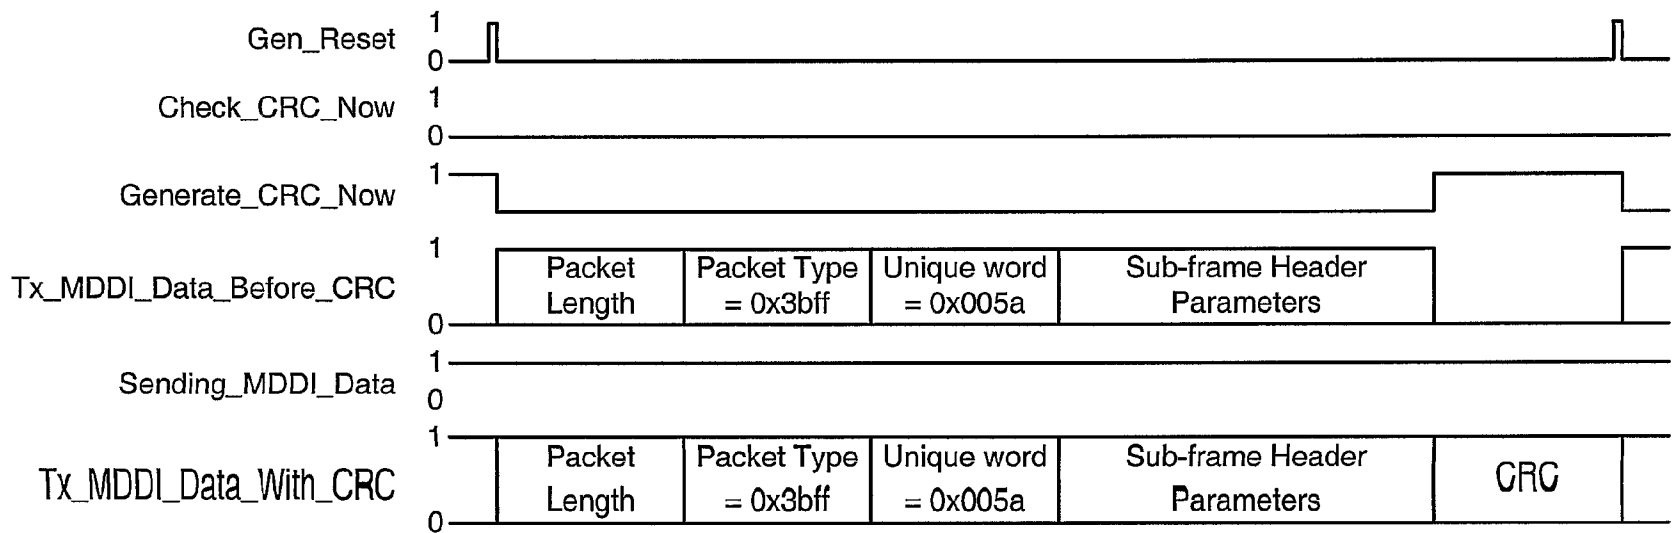 Gen_Reset
1
0
Check_CRC_Now
1
0
Generate_CRC_Now
1
Tx_MDDI_Data_Before_CRC
1
0
Packet Length
Packet Type = 0x3bff
Unique word = 0x005a
Sub-frame Header Parameters
Sending_MDDI_Data
1
0
Tx_MDDI_Data_With_CRC
1
0
Packet Length
Packet Type = 0x3bff
Unique word = 0x005a
Sub-frame Header Parameters
CRC